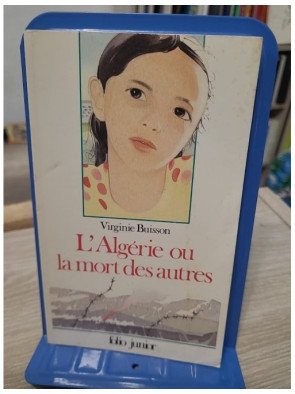 Virginie Buisson
L'Algérie ou
la mort des autres
folio junior